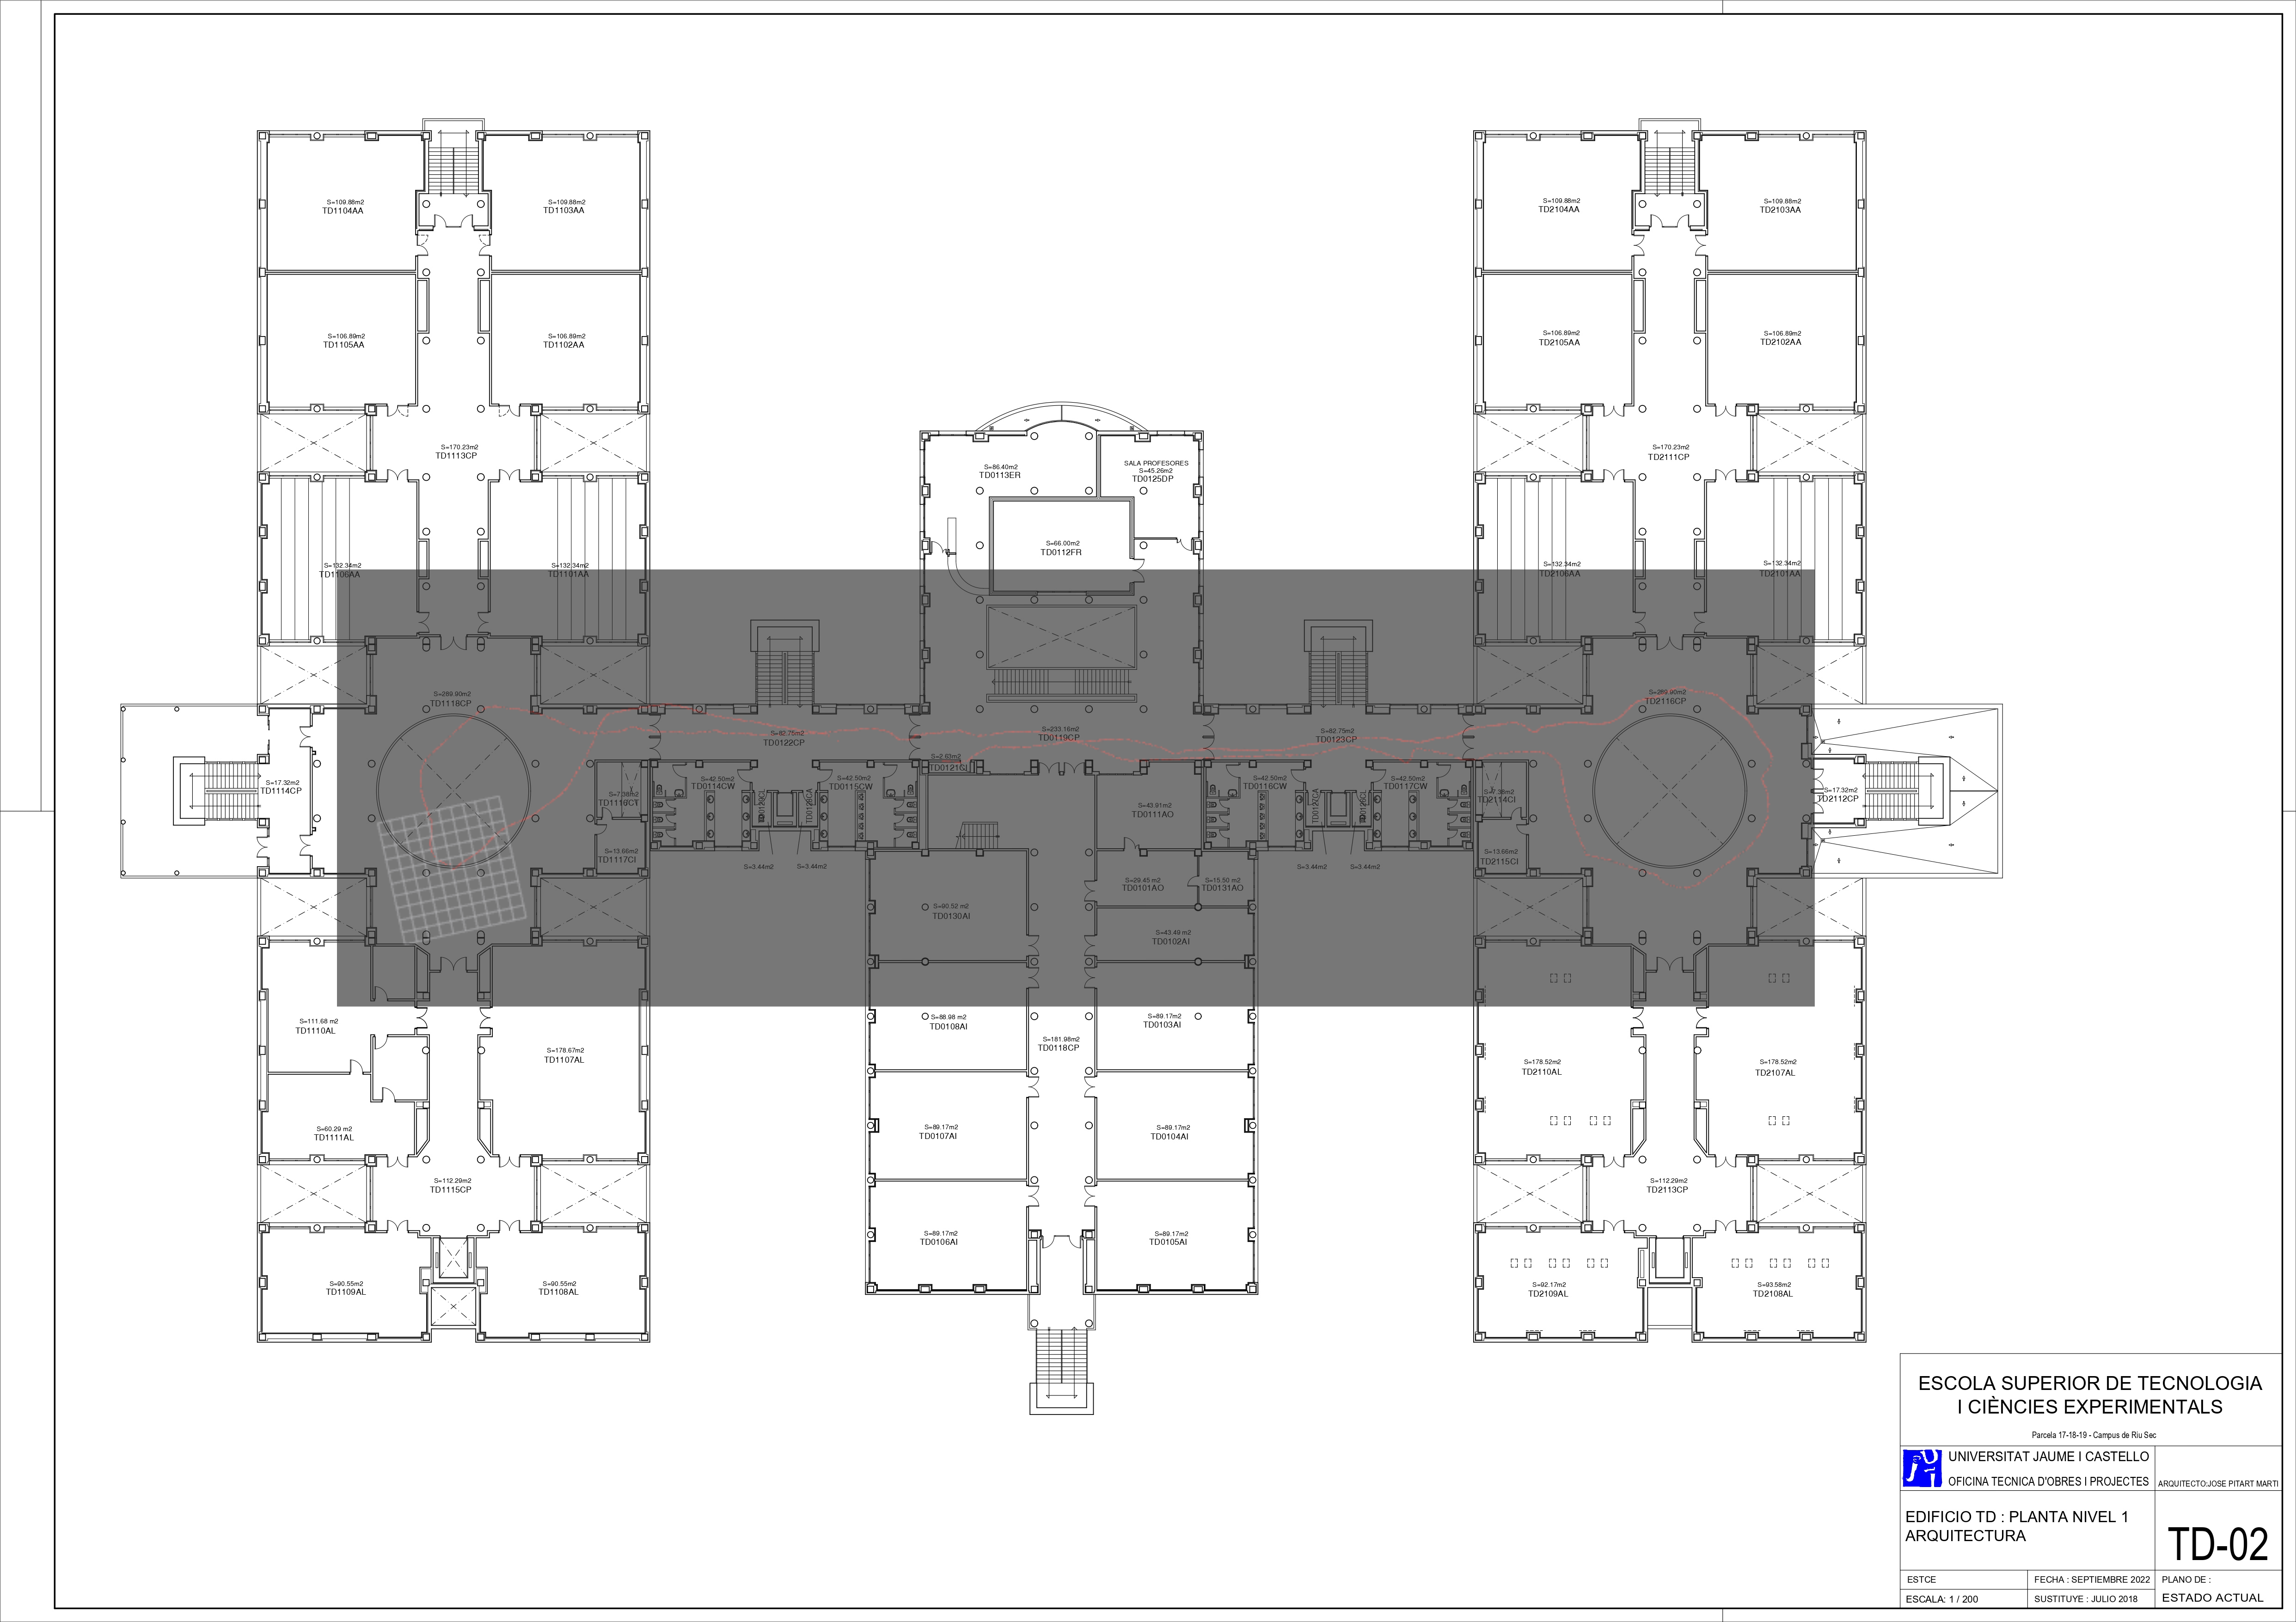 S=109.88m2
TD1104AA
S=109.88m2
TD1103AA
S=109.88m2
TD2104AA
S=109.88m2
TD2103AA
S=106.89m2
TD1105AA
S=106.89m2
TD1102AA
S=106.89m2
TD2105AA
S=106.89m2
TD2102AA
S=170.23m2
TD1113CP
S=86.40m2
TD0113ER
SALA PROFESORES
S=45.26m2
TD0125DP
S=170.23m2
TD2111CP
S=66.00m2
TD0112FR
S=132.34m2
TD1106AA
S=132.34m2
TD1101AA
S=132.34m2
TD2106AA
S=132.34m2
TD2101AA
S=289.90m2
TD1118CP
S=289.90m2
TD2116CP
S=82.75m2
TD0122CP
S=233.16m2
TD0119CP
S=82.75m2
TD0123CP
S=2.63m2
TD0121CI
S=17.32m2
TD1114CP
S=7.38m2
TD1116CT
S=42.50m2
TD0114CW
S=42.50m2
TD0115CW
S=43.91m2
TD0111AO
S=42.50m2
TD0116CW
S=42.50m2
TD0117CW
S=7.38m2
TD2114CI
S=17.32m2
TD2112CP
S=13.66m2
TD1117CI
S=3.44m2
S=3.44m2
S=3.44m2
S=3.44m2
S=13.66m2
TD2115CI
S=29.45 m2
TD0101AO
S=15.50 m2
TD0131AO
S=90.52 m2
TD0130AI
S=43.49 m2
TD0102AI
S=111.68 m2
TD1110AL
S=88.98 m2
TD0108AI
S=89.17m2
TD0103AI
S=181.98m2
TD0118CP
S=178.67m2
TD1107AL
S=178.52m2
TD2110AL
S=178.52m2
TD2107AL
S=60.29 m2
TD1111AL
S=89.17m2
TD0107AI
S=89.17m2
TD0104AI
S=112.29m2
TD1115CP
S=112.29m2
TD2113CP
S=89.17m2
TD0106AI
S=89.17m2
TD0105AI
S=90.55m2
TD1109AL
S=90.55m2
TD1108AL
S=92.17m2
TD2109AL
S=93.58m2
TD2108AL
ESCOLA SUPERIOR DE TECNOLOGIA
I CIÈNCIES EXPERIMENTALS
Parcela 17-18-19 - Campus de Riu Sec
UNIVERSITAT JAUME I CASTELLO
OFICINA TECNICA D'OBRES I PROJECTES
ARQUITECTO:JOSE PITART MARTI
EDIFICIO TD : PLANTA NIVEL 1
ARQUITECTURA
TD-02
ESTCE
FECHA : SEPTIEMBRE 2022
PLANO DE :
ESCALA: 1 / 200
SUSTITUYE : JULIO 2018
ESTADO ACTUAL